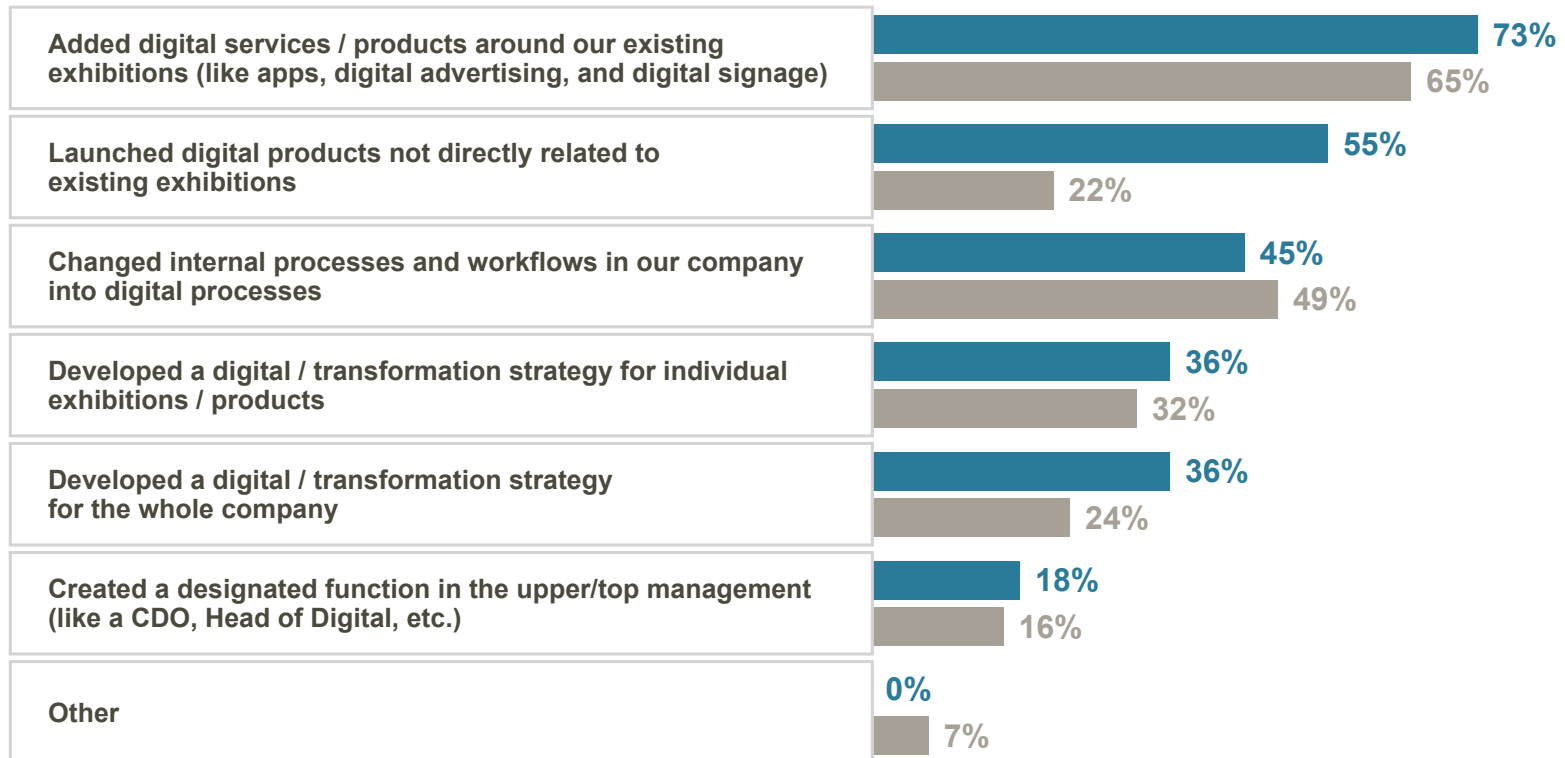 Added digital services / products around our existing
exhibitions (like apps, digital advertising, and digital signage)
73%
65%
Launched digital products not directly related to
existing exhibitions
55%
22%
Changed internal processes and workflows in our company
into digital processes
45%
49%
Developed a digital / transformation strategy for individual
exhibitions / products
36%
32%
Developed a digital / transformation strategy
for the whole company
36%
24%
Created a designated function in the upper/top management
(like a CDO, Head of Digital, etc.)
18%
16%
Other
0%
7%